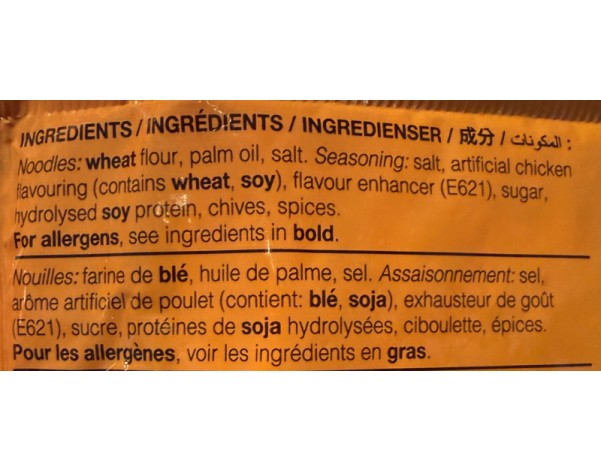 INGREDIENTS / INGRÉDIENTS / INGREDIENSER / 成分 / المكونات :
Noodles: wheat flour, palm oil, salt. Seasoning: salt, artificial chicken
flavouring (contains wheat, soy), flavour enhancer (E621), sugar,
hydrolysed soy protein, chives, spices.
For allergens, see ingredients in bold.
Nouilles: farine de blé, huile de palme, sel. Assaisonnement: sel,
arôme artificiel de poulet (contient: blé, soja), exhausteur de goût
(E621), sucre, protéines de soja hydrolysées, ciboulette, épices.
Pour les allergènes, voir les ingrédients en gras.